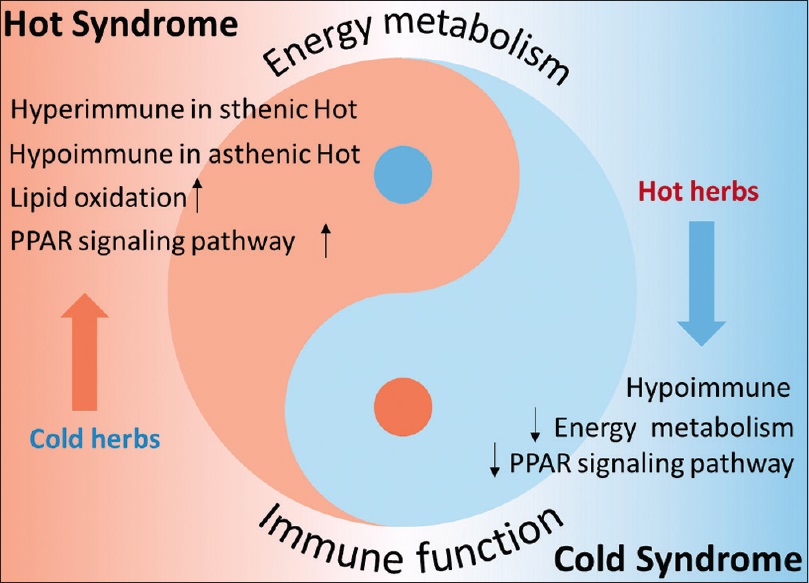 Hot Syndrome
Energy metabolism
Hyperimmune in sthenic Hot
Hypoimmune in asthenic Hot
Lipid oxidation↑
PPAR signaling pathway ↑
Hot herbs
Cold herbs
Hypoimmune
↓ Energy metabolism
↓ PPAR signaling pathway
Immune function
Cold Syndrome